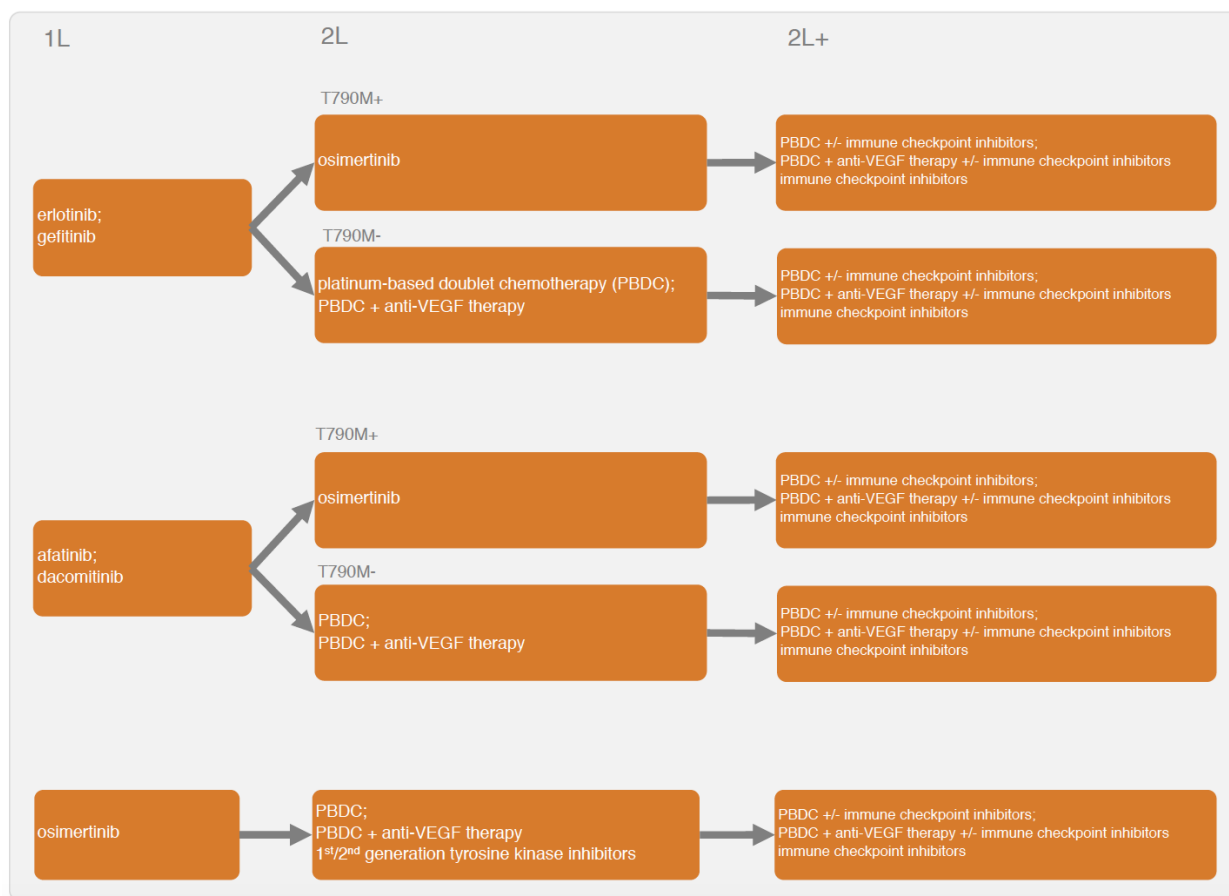 1L
2L
2L+
T790M+
erlotinib;
gefitinib
osimertinib
PBDC +/- immune checkpoint inhibitors;
PBDC + anti-VEGF therapy +/- immune checkpoint inhibitors
immune checkpoint inhibitors
T790M-
platinum-based doublet chemotherapy (PBDC);
PBDC + anti-VEGF therapy
PBDC +/- immune checkpoint inhibitors;
PBDC + anti-VEGF therapy +/- immune checkpoint inhibitors
immune checkpoint inhibitors
T790M+
afatinib;
dacomitinib
osimertinib
PBDC +/- immune checkpoint inhibitors;
PBDC + anti-VEGF therapy +/- immune checkpoint inhibitors
immune checkpoint inhibitors
T790M-
PBDC;
PBDC + anti-VEGF therapy
PBDC +/- immune checkpoint inhibitors;
PBDC + anti-VEGF therapy +/- immune checkpoint inhibitors
immune checkpoint inhibitors
osimertinib
PBDC;
PBDC + anti-VEGF therapy
1st/2nd generation tyrosine kinase inhibitors
PBDC +/- immune checkpoint inhibitors;
PBDC + anti-VEGF therapy +/- immune checkpoint inhibitors
immune checkpoint inhibitors